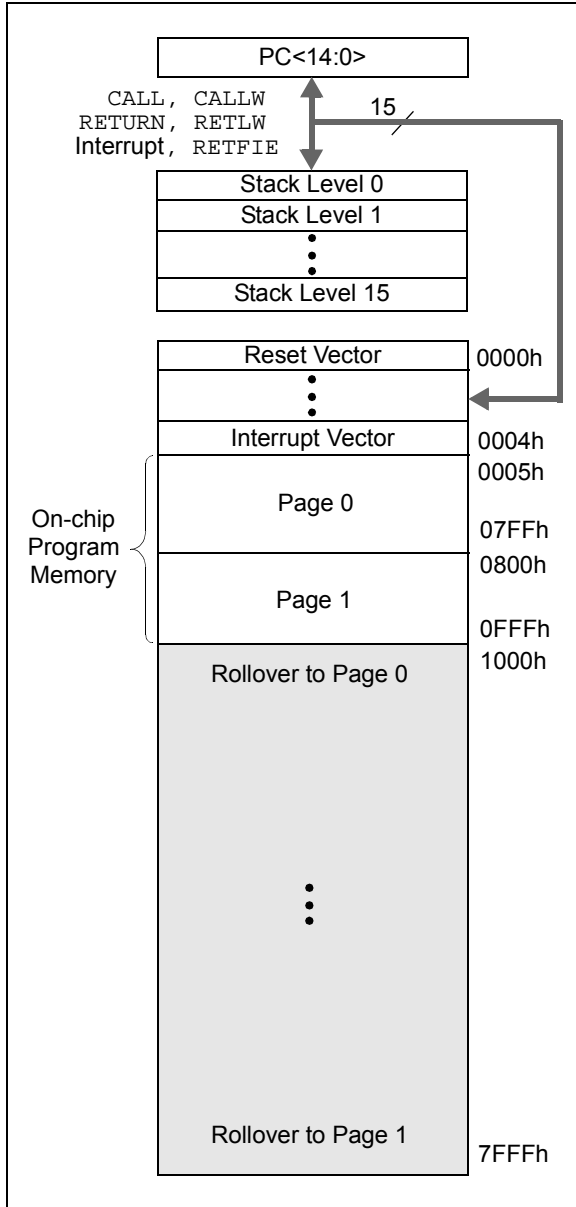 PC<14:0>
CALL, CALLW
RETURN, RETLW
Interrupt, RETFIE
15
Stack Level 0
Stack Level 1
Stack Level 15
Reset Vector
0000h
Interrupt Vector
0004h
0005h
On-chip
Program
Memory
Page 0
07FFh
0800h
Page 1
0FFFh
1000h
Rollover to Page 0
Rollover to Page 1
7FFFh